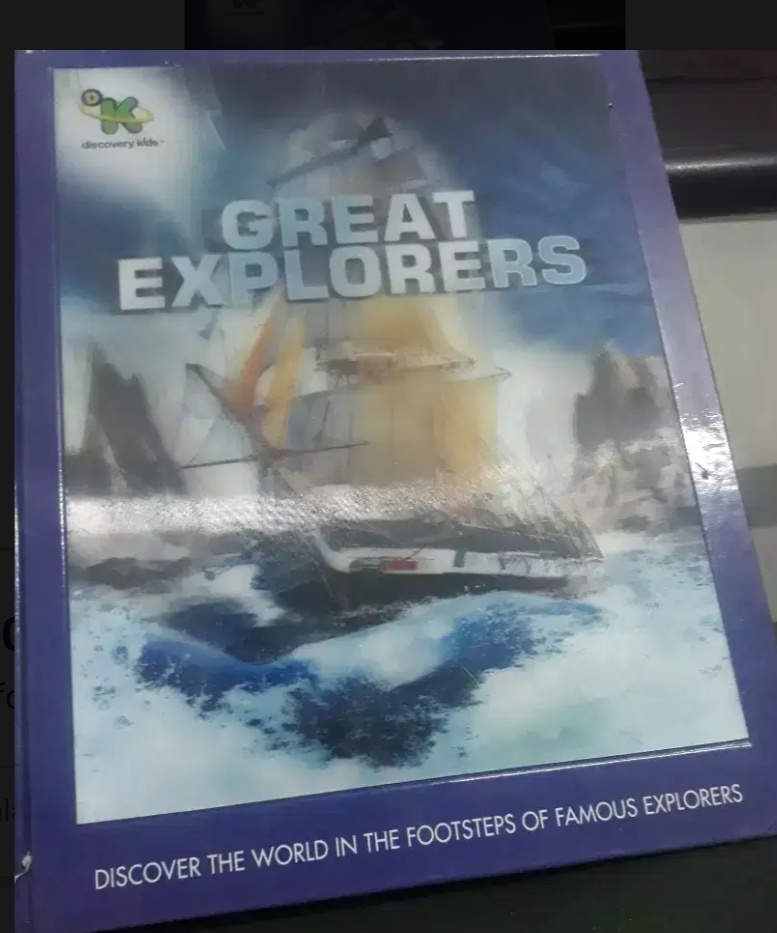 discovery kids
GREAT
EXPLORERS
DISCOVER THE WORLD IN THE FOOTSTEPS OF FAMOUS EXPLORERS